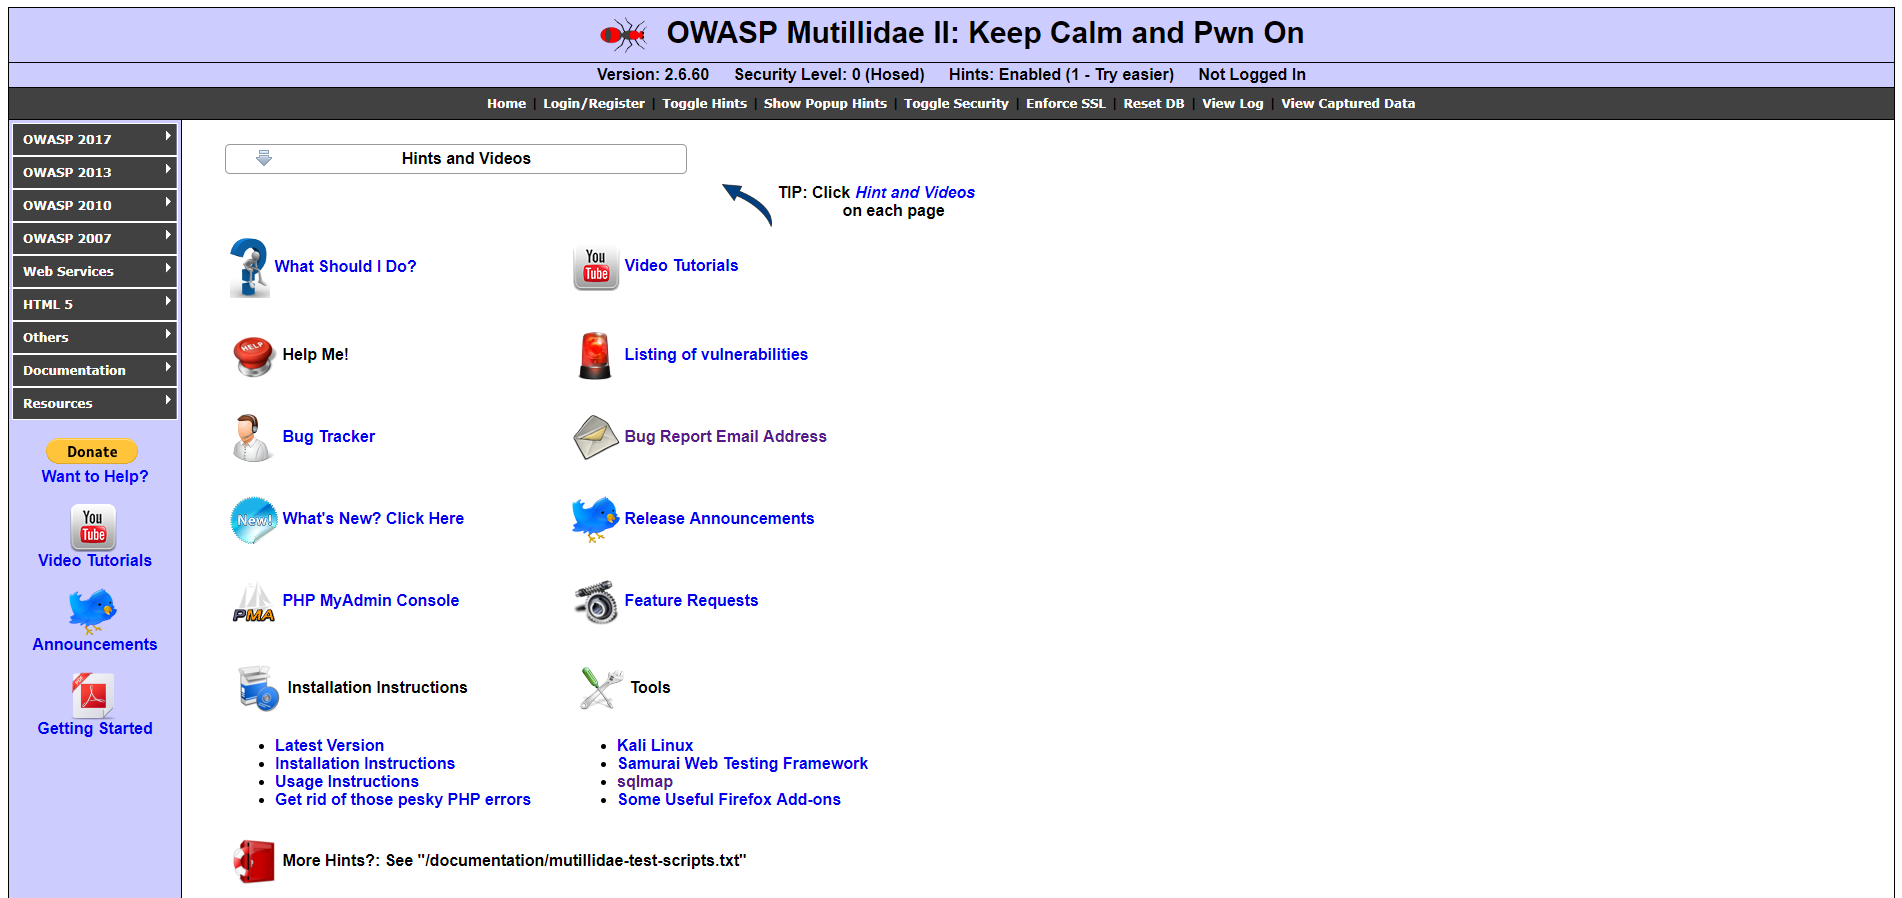 OWASP Mutillidae II: Keep Calm and Pwn On
Version: 2.6.60 Security Level: 0 (Hosed) Hints: Enabled (1 - Try easier) Not Logged In
Home | Login/Register | Toggle Hints | Show Popup Hints | Toggle Security | Enforce SSL | Reset DB | View Log | View Captured Data
OWASP 2017
OWASP 2013
OWASP 2010
OWASP 2007
Web Services
HTML 5
Others
Documentation
Resources
Donate
Want to Help?
You
Tube
Video Tutorials
Announcements
PDF
Getting Started
Hints and Videos
TIP: Click Hint and Videos
on each page
What Should I Do?
You
Tube
Video Tutorials
HELP
Help Me!
Listing of vulnerabilities
Bug Tracker
Bug Report Email Address
New!
What's New? Click Here
Release Announcements
PMA
PHP MyAdmin Console
Feature Requests
Installation Instructions
Tools
Latest Version
Installation Instructions
Usage Instructions
Get rid of those pesky PHP errors
Kali Linux
Samurai Web Testing Framework
sqlmap
Some Useful Firefox Add-ons
More Hints?: See "/documentation/mutillidae-test-scripts.txt"